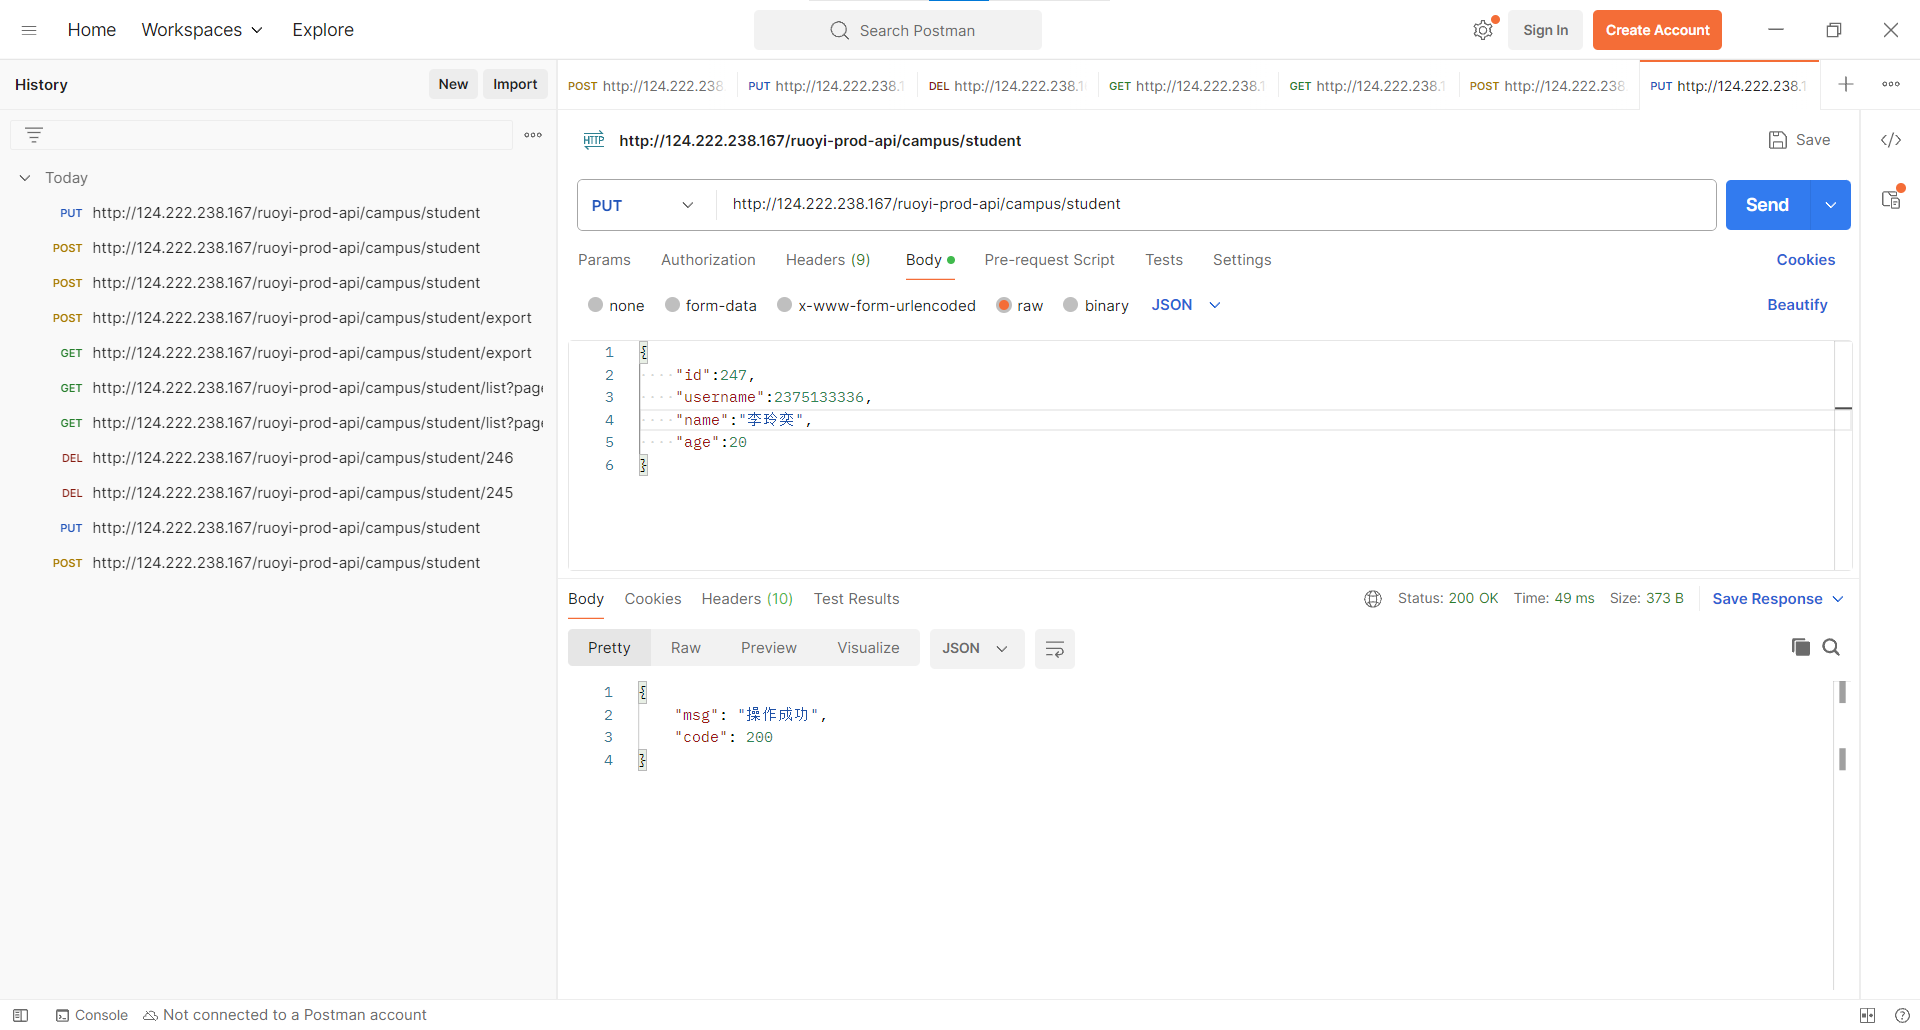 Home Workspaces Explore Search Postman Sign In Create Account
History New Import
POST http://124.222.238 PUT http://124.222.238.1 DEL http://124.222.238.1 GET http://124.222.238.1 GET http://124.222.238.1 POST http://124.222.238 PUT http://124.222.238.1
Today
PUT http://124.222.238.167/ruoyi-prod-api/campus/student
POST http://124.222.238.167/ruoyi-prod-api/campus/student
POST http://124.222.238.167/ruoyi-prod-api/campus/student
POST http://124.222.238.167/ruoyi-prod-api/campus/student/export
GET http://124.222.238.167/ruoyi-prod-api/campus/student/export
GET http://124.222.238.167/ruoyi-prod-api/campus/student/list?page
GET http://124.222.238.167/ruoyi-prod-api/campus/student/list?page
DEL http://124.222.238.167/ruoyi-prod-api/campus/student/246
DEL http://124.222.238.167/ruoyi-prod-api/campus/student/245
PUT http://124.222.238.167/ruoyi-prod-api/campus/student
POST http://124.222.238.167/ruoyi-prod-api/campus/student
HTTP http://124.222.238.167/ruoyi-prod-api/campus/student Save
PUT http://124.222.238.167/ruoyi-prod-api/campus/student Send
Params Authorization Headers (9) Body Pre-request Script Tests Settings Cookies
none form-data x-www-form-urlencoded raw binary JSON Beautify
1 {
2 "id":247,
3 "username":2375133336,
4 "name":"李玲奕",
5 "age":20
6 }
Body Cookies Headers (10) Test Results Status: 200 OK Time: 49 ms Size: 373 B Save Response
Pretty Raw Preview Visualize JSON
1 {
2 "msg": "操作成功",
3 "code": 200
4 }
Console Not connected to a Postman account